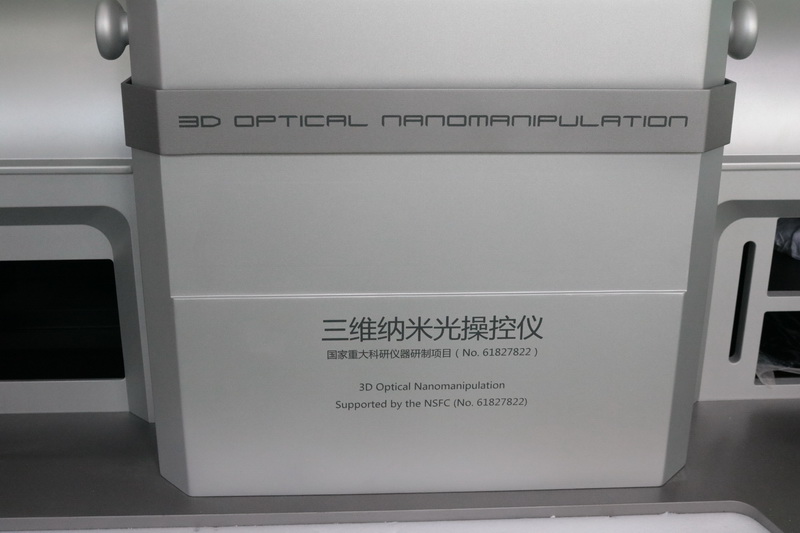 3D OPTICAL NANOMANIPULATION
三维纳米光操控仪
国家重大科研仪器研制项目（No. 61827822）
3D Optical Nanomanipulation
Supported by the NSFC (No. 61827822)